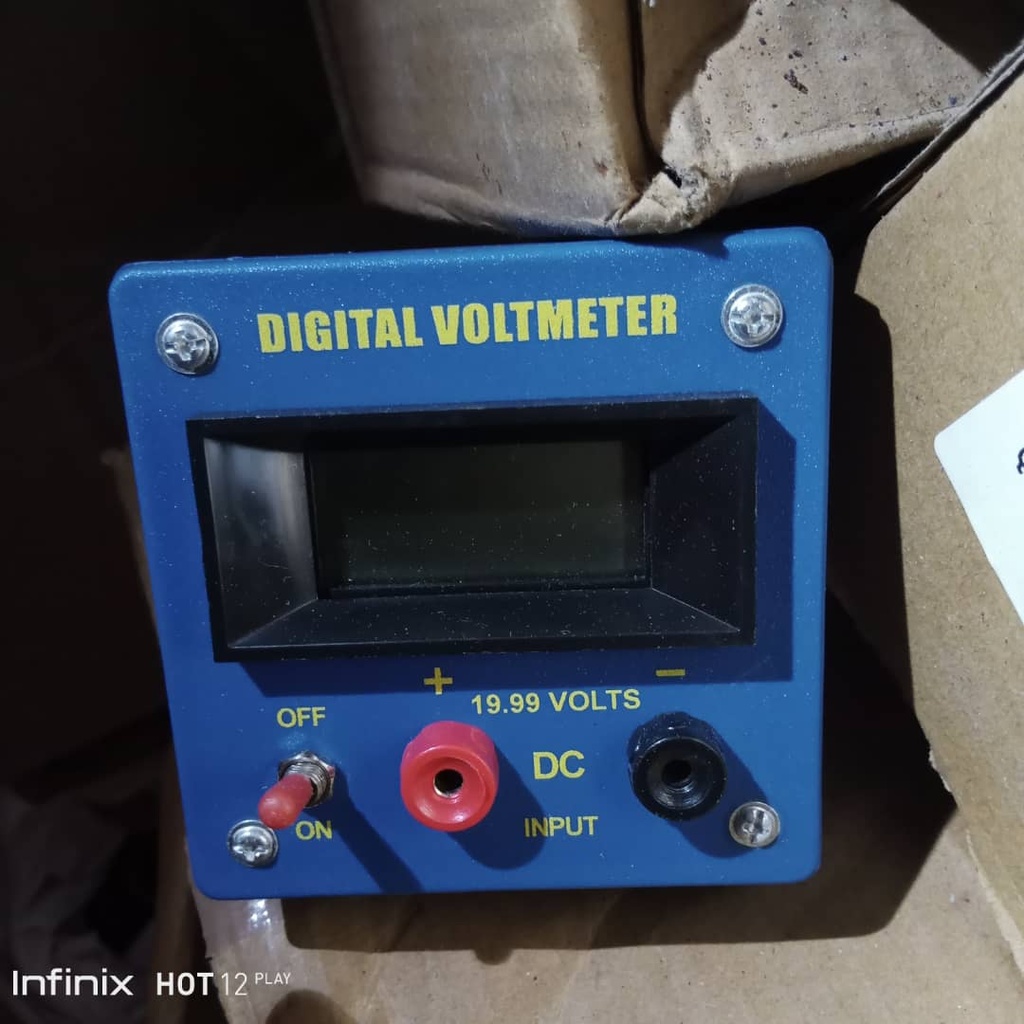 DIGITAL VOLTMETER
+ −
19.99 VOLTS
OFF
DC
ON
INPUT
Infinix HOT 12 PLAY